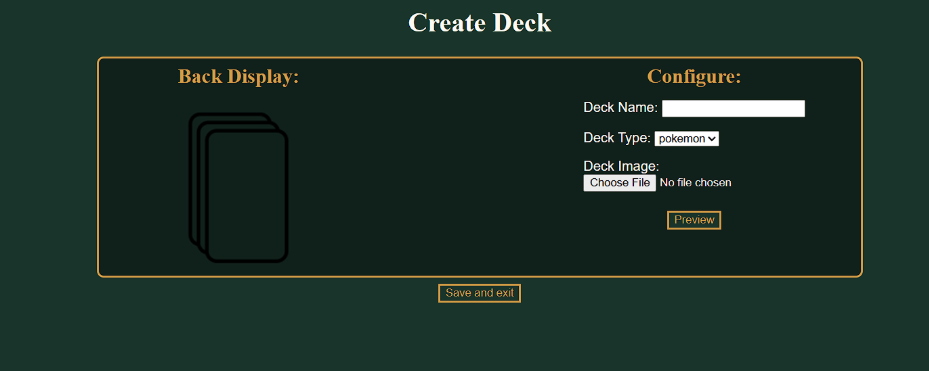 Create Deck
Back Display:
Configure:
Deck Name:
Deck Type: pokemon
Deck Image:
Choose File No file chosen
Preview
Save and exit